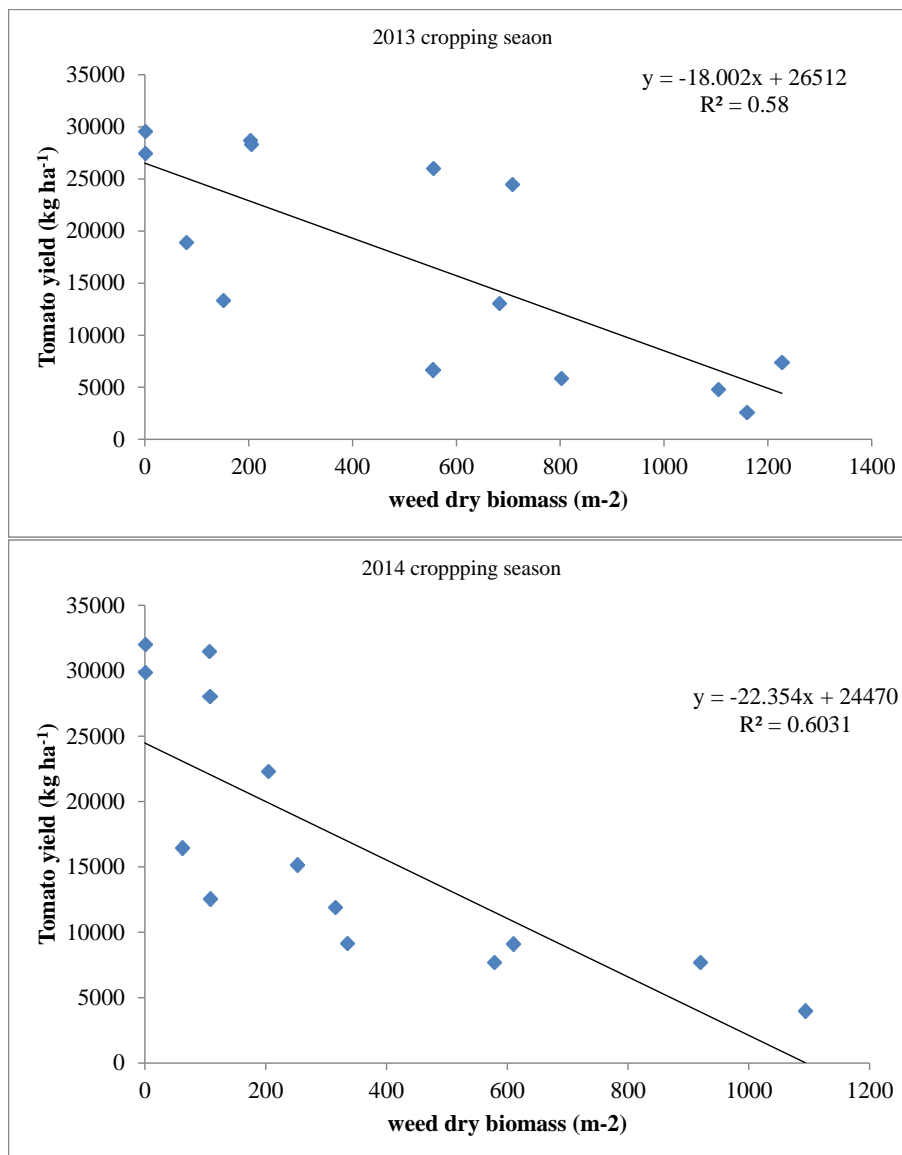 2013 cropping seaon
y = -18.002x + 26512
R² = 0.58
35000
30000
25000
20000
15000
10000
5000
0
Tomato yield (kg ha⁻¹)
0 200 400 600 800 1000 1200 1400
weed dry biomass (m-2)
2014 croppping season
y = -22.354x + 24470
R² = 0.6031
35000
30000
25000
20000
15000
10000
5000
0
Tomato yield (kg ha⁻¹)
0 200 400 600 800 1000 1200
weed dry biomass (m-2)